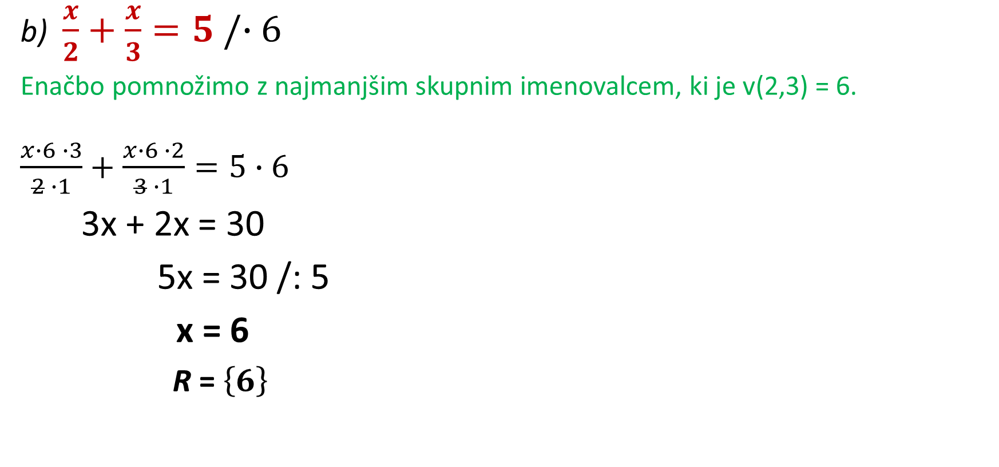 b) x/2 + x/3 = 5 /· 6
Enačbo pomnožimo z najmanjšim skupnim imenovalcem, ki je v(2,3) = 6.
x·6 ·3/2 ·1 + x·6 ·2/3 ·1 = 5 · 6
3x + 2x = 30
5x = 30 /: 5
x = 6
R = {6}